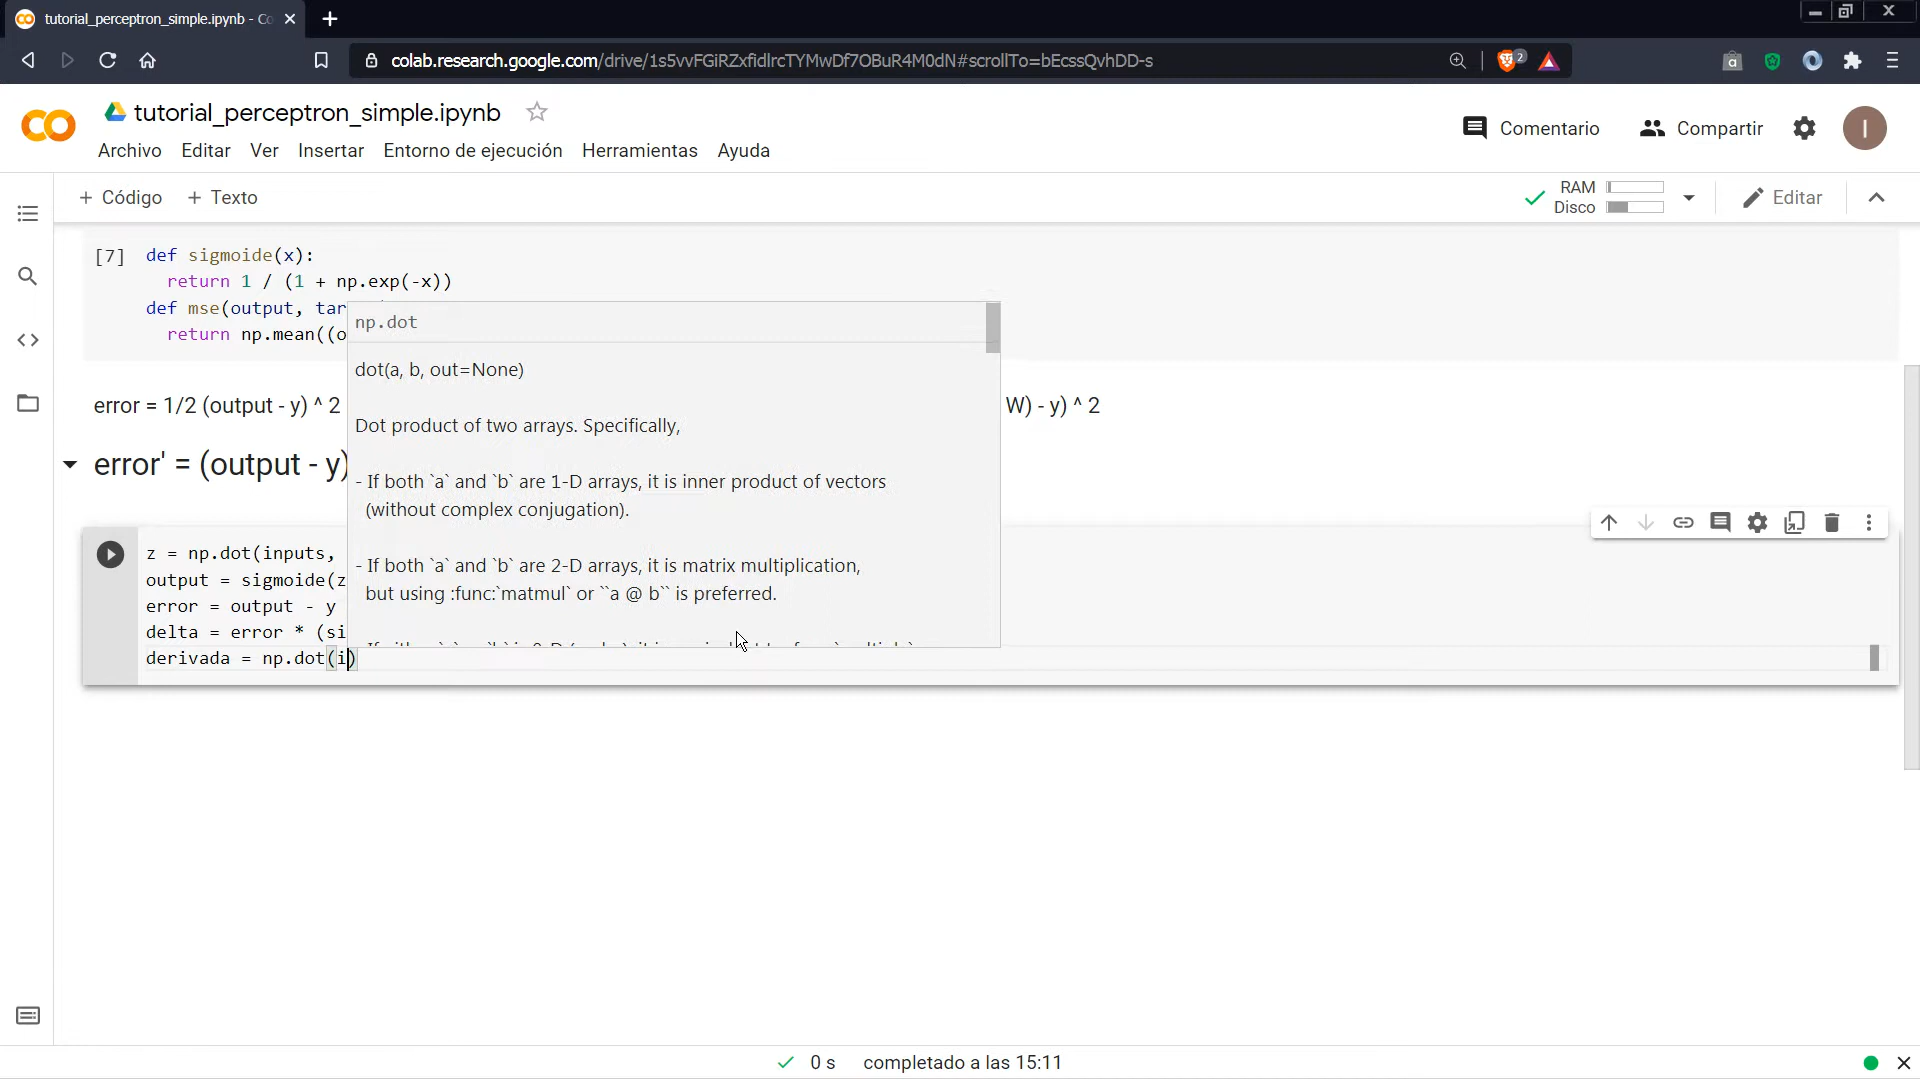 tutorial_perceptron_simple.ipynb - Co
colab.research.google.com/drive/1s5vvFGiRZxfidlrcTYMwDf7OBuR4M0dN#scrollTo=bEcssQvhDD-s
2
a
tutorial_perceptron_simple.ipynb
Comentario
Compartir
I
Archivo Editar Ver Insertar Entorno de ejecución Herramientas Ayuda
+ Código + Texto
RAM
Disco
Editar
[7] def sigmoide(x):
return 1 / (1 + np.exp(-x))
def mse(output, tar
return np.mean((o
np.dot
dot(a, b, out=None)
error = 1/2 (output - y) ^ 2
W) - y) ^ 2
Dot product of two arrays. Specifically,
error' = (output - y)
- If both `a` and `b` are 1-D arrays, it is inner product of vectors
(without complex conjugation).
- If both `a` and `b` are 2-D arrays, it is matrix multiplication,
but using :func:`matmul` or ``a @ b`` is preferred.
z = np.dot(inputs,
output = sigmoide(z
error = output - y
delta = error * (si
derivada = np.dot(i)
0 s completado a las 15:11